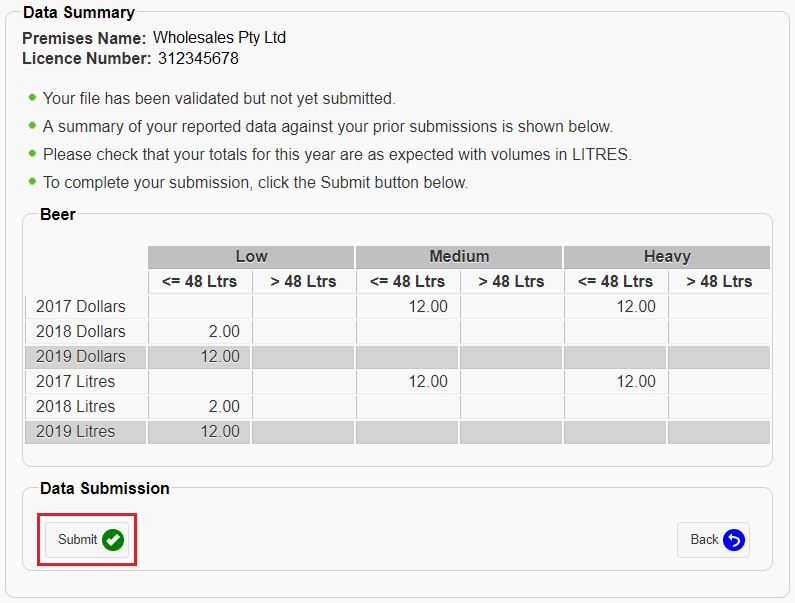 Data Summary
Premises Name: Wholesales Pty Ltd
Licence Number: 312345678
Your file has been validated but not yet submitted.
A summary of your reported data against your prior submissions is shown below.
Please check that your totals for this year are as expected with volumes in LITRES.
To complete your submission, click the Submit button below.
Beer
Low Medium Heavy
<= 48 Ltrs > 48 Ltrs <= 48 Ltrs > 48 Ltrs <= 48 Ltrs > 48 Ltrs
2017 Dollars 12.00 12.00
2018 Dollars 2.00
2019 Dollars 12.00
2017 Litres 12.00 12.00
2018 Litres 2.00
2019 Litres 12.00
Data Submission
Submit Back